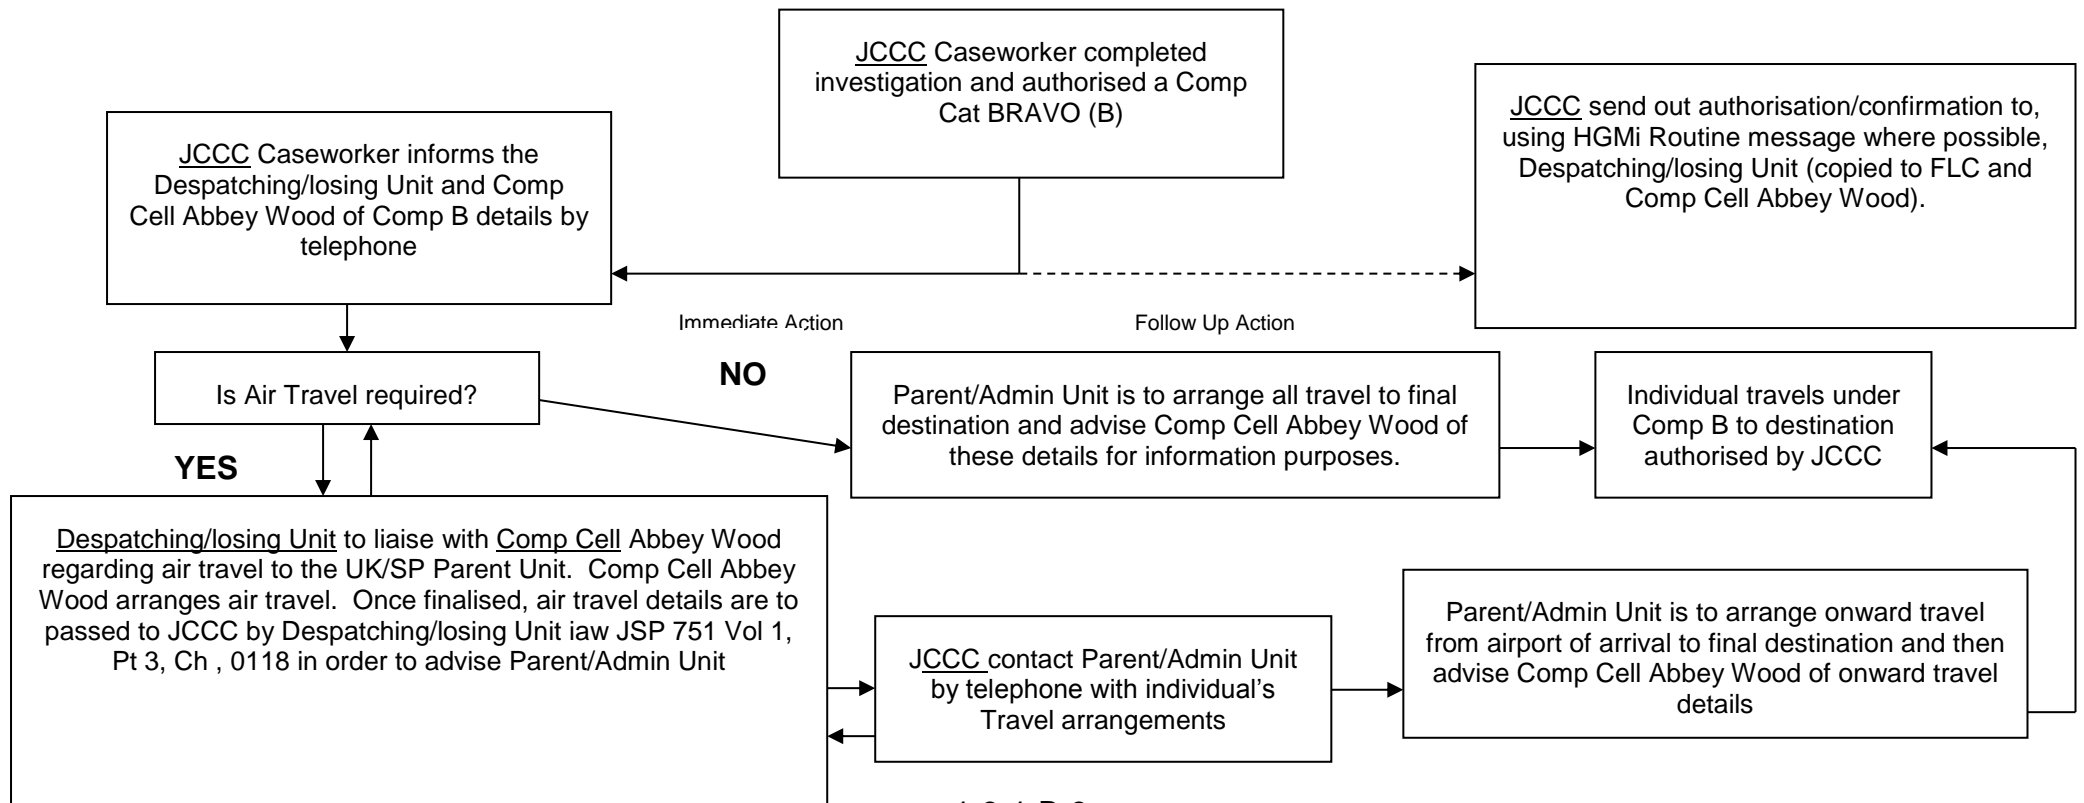 JCCC Caseworker completed
investigation and authorised a Comp
Cat BRAVO (B)
JCCC send out authorisation/confirmation to,
using HGMi Routine message where possible,
Despatching/losing Unit (copied to FLC and
Comp Cell Abbey Wood).
JCCC Caseworker informs the
Despatching/losing Unit and Comp
Cell Abbey Wood of Comp B details by
telephone
Immediate Action
Follow Up Action
Is Air Travel required?
NO
Parent/Admin Unit is to arrange all travel to final
destination and advise Comp Cell Abbey Wood of
these details for information purposes.
Individual travels under
Comp B to destination
authorised by JCCC
YES
Despatching/losing Unit to liaise with Comp Cell Abbey Wood
regarding air travel to the UK/SP Parent Unit. Comp Cell Abbey
Wood arranges air travel. Once finalised, air travel details are to
passed to JCCC by Despatching/losing Unit iaw JSP 751 Vol 1,
Pt 3, Ch , 0118 in order to advise Parent/Admin Unit
JCCC contact Parent/Admin Unit
by telephone with individual's
Travel arrangements
Parent/Admin Unit is to arrange onward travel
from airport of arrival to final destination and then
advise Comp Cell Abbey Wood of onward travel
details